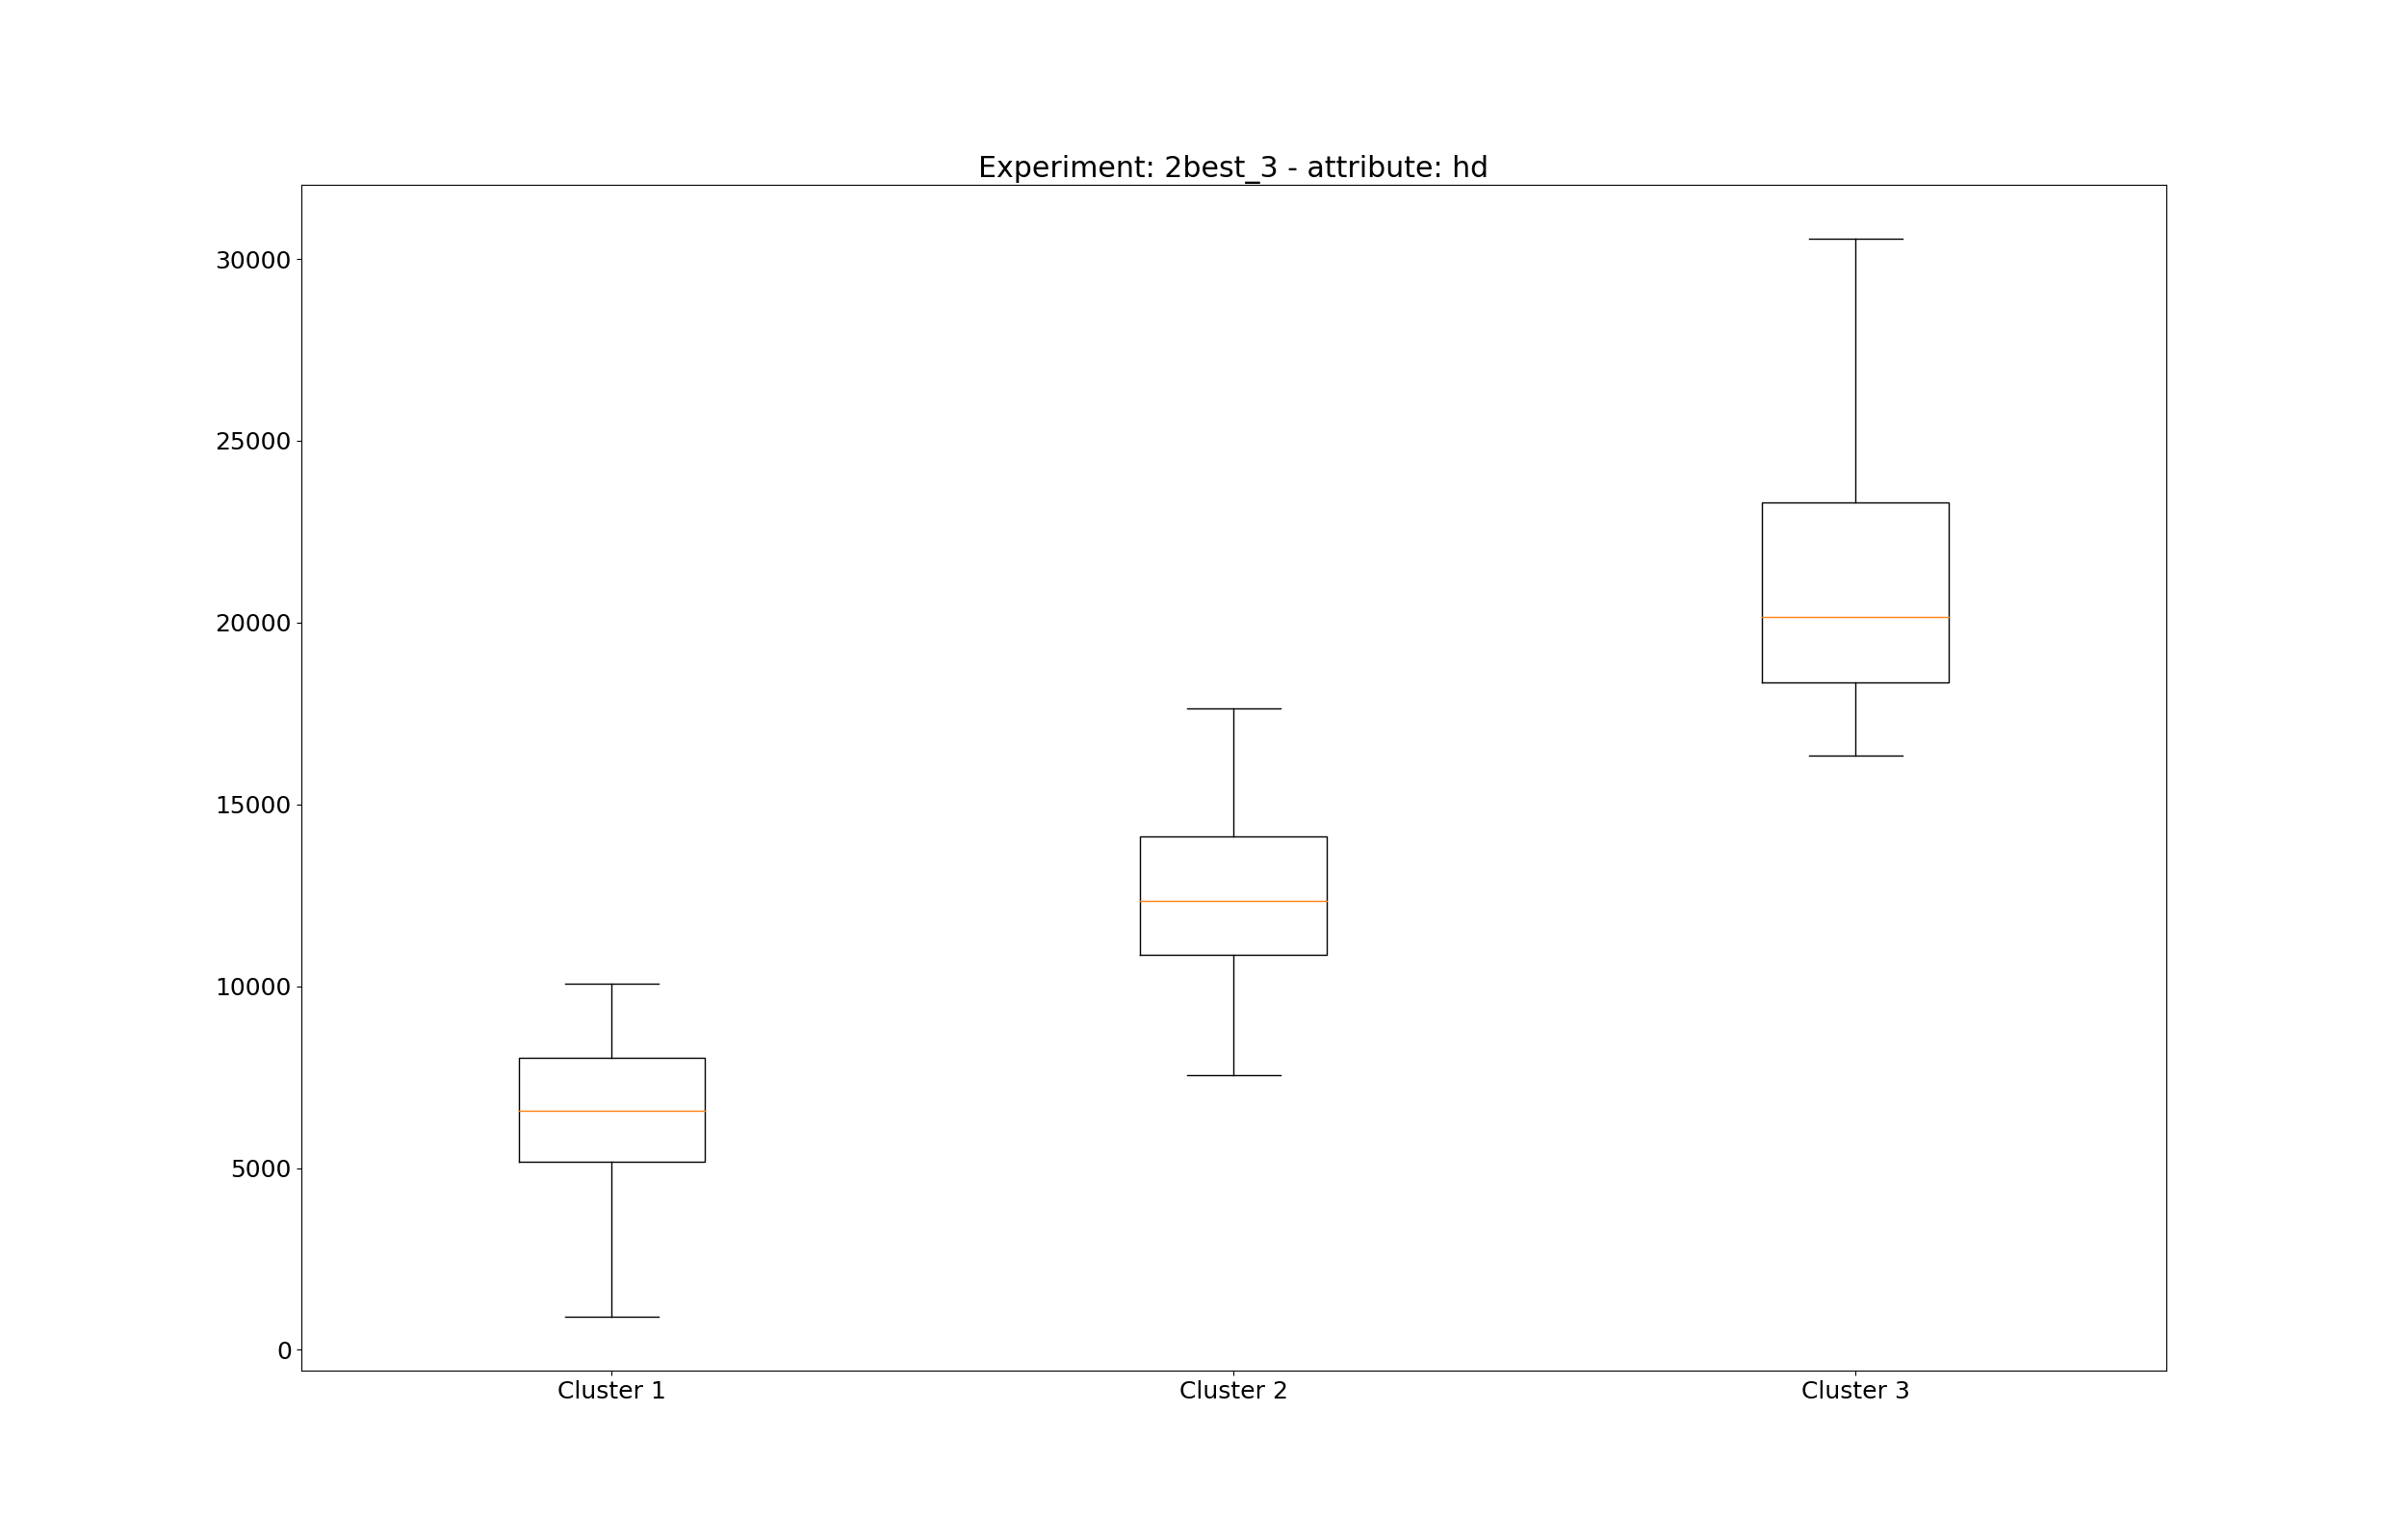 Experiment: 2best_3 - attribute: hd
30000
25000
20000
15000
10000
5000
0
Cluster 1
Cluster 2
Cluster 3